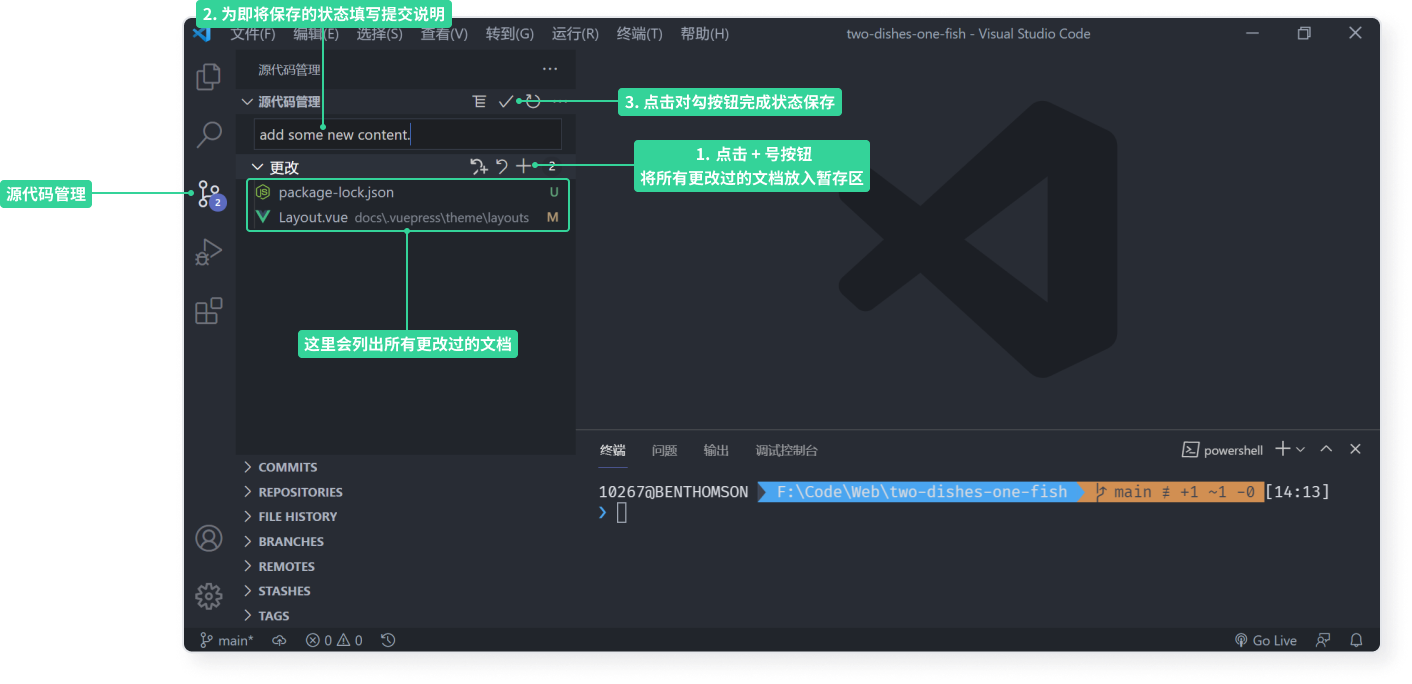 2. 为即将保存的状态填写提交说明
文件(F) 编辑(E) 选择(S) 查看(V) 转到(G) 运行(R) 终端(T) 帮助(H) two-dishes-one-fish - Visual Studio Code
源代码管理
源代码管理
3. 点击对勾按钮完成状态保存
add some new content.
1. 点击 + 号按钮
将所有更改过的文档放入暂存区
更改 2
源代码管理
2
package-lock.json U
Layout.vue docs\.vuepress\theme\layouts M
这里会列出所有更改过的文档
终端 问题 输出 调试控制台 powershell
COMMITS
REPOSITORIES
FILE HISTORY
BRANCHES
REMOTES
STASHES
TAGS
10267@BENTHOMSON F:\Code\Web\two-dishes-one-fish main ≢ +1 ~1 -0 [14:13]
❯
main* 0 0 Go Live